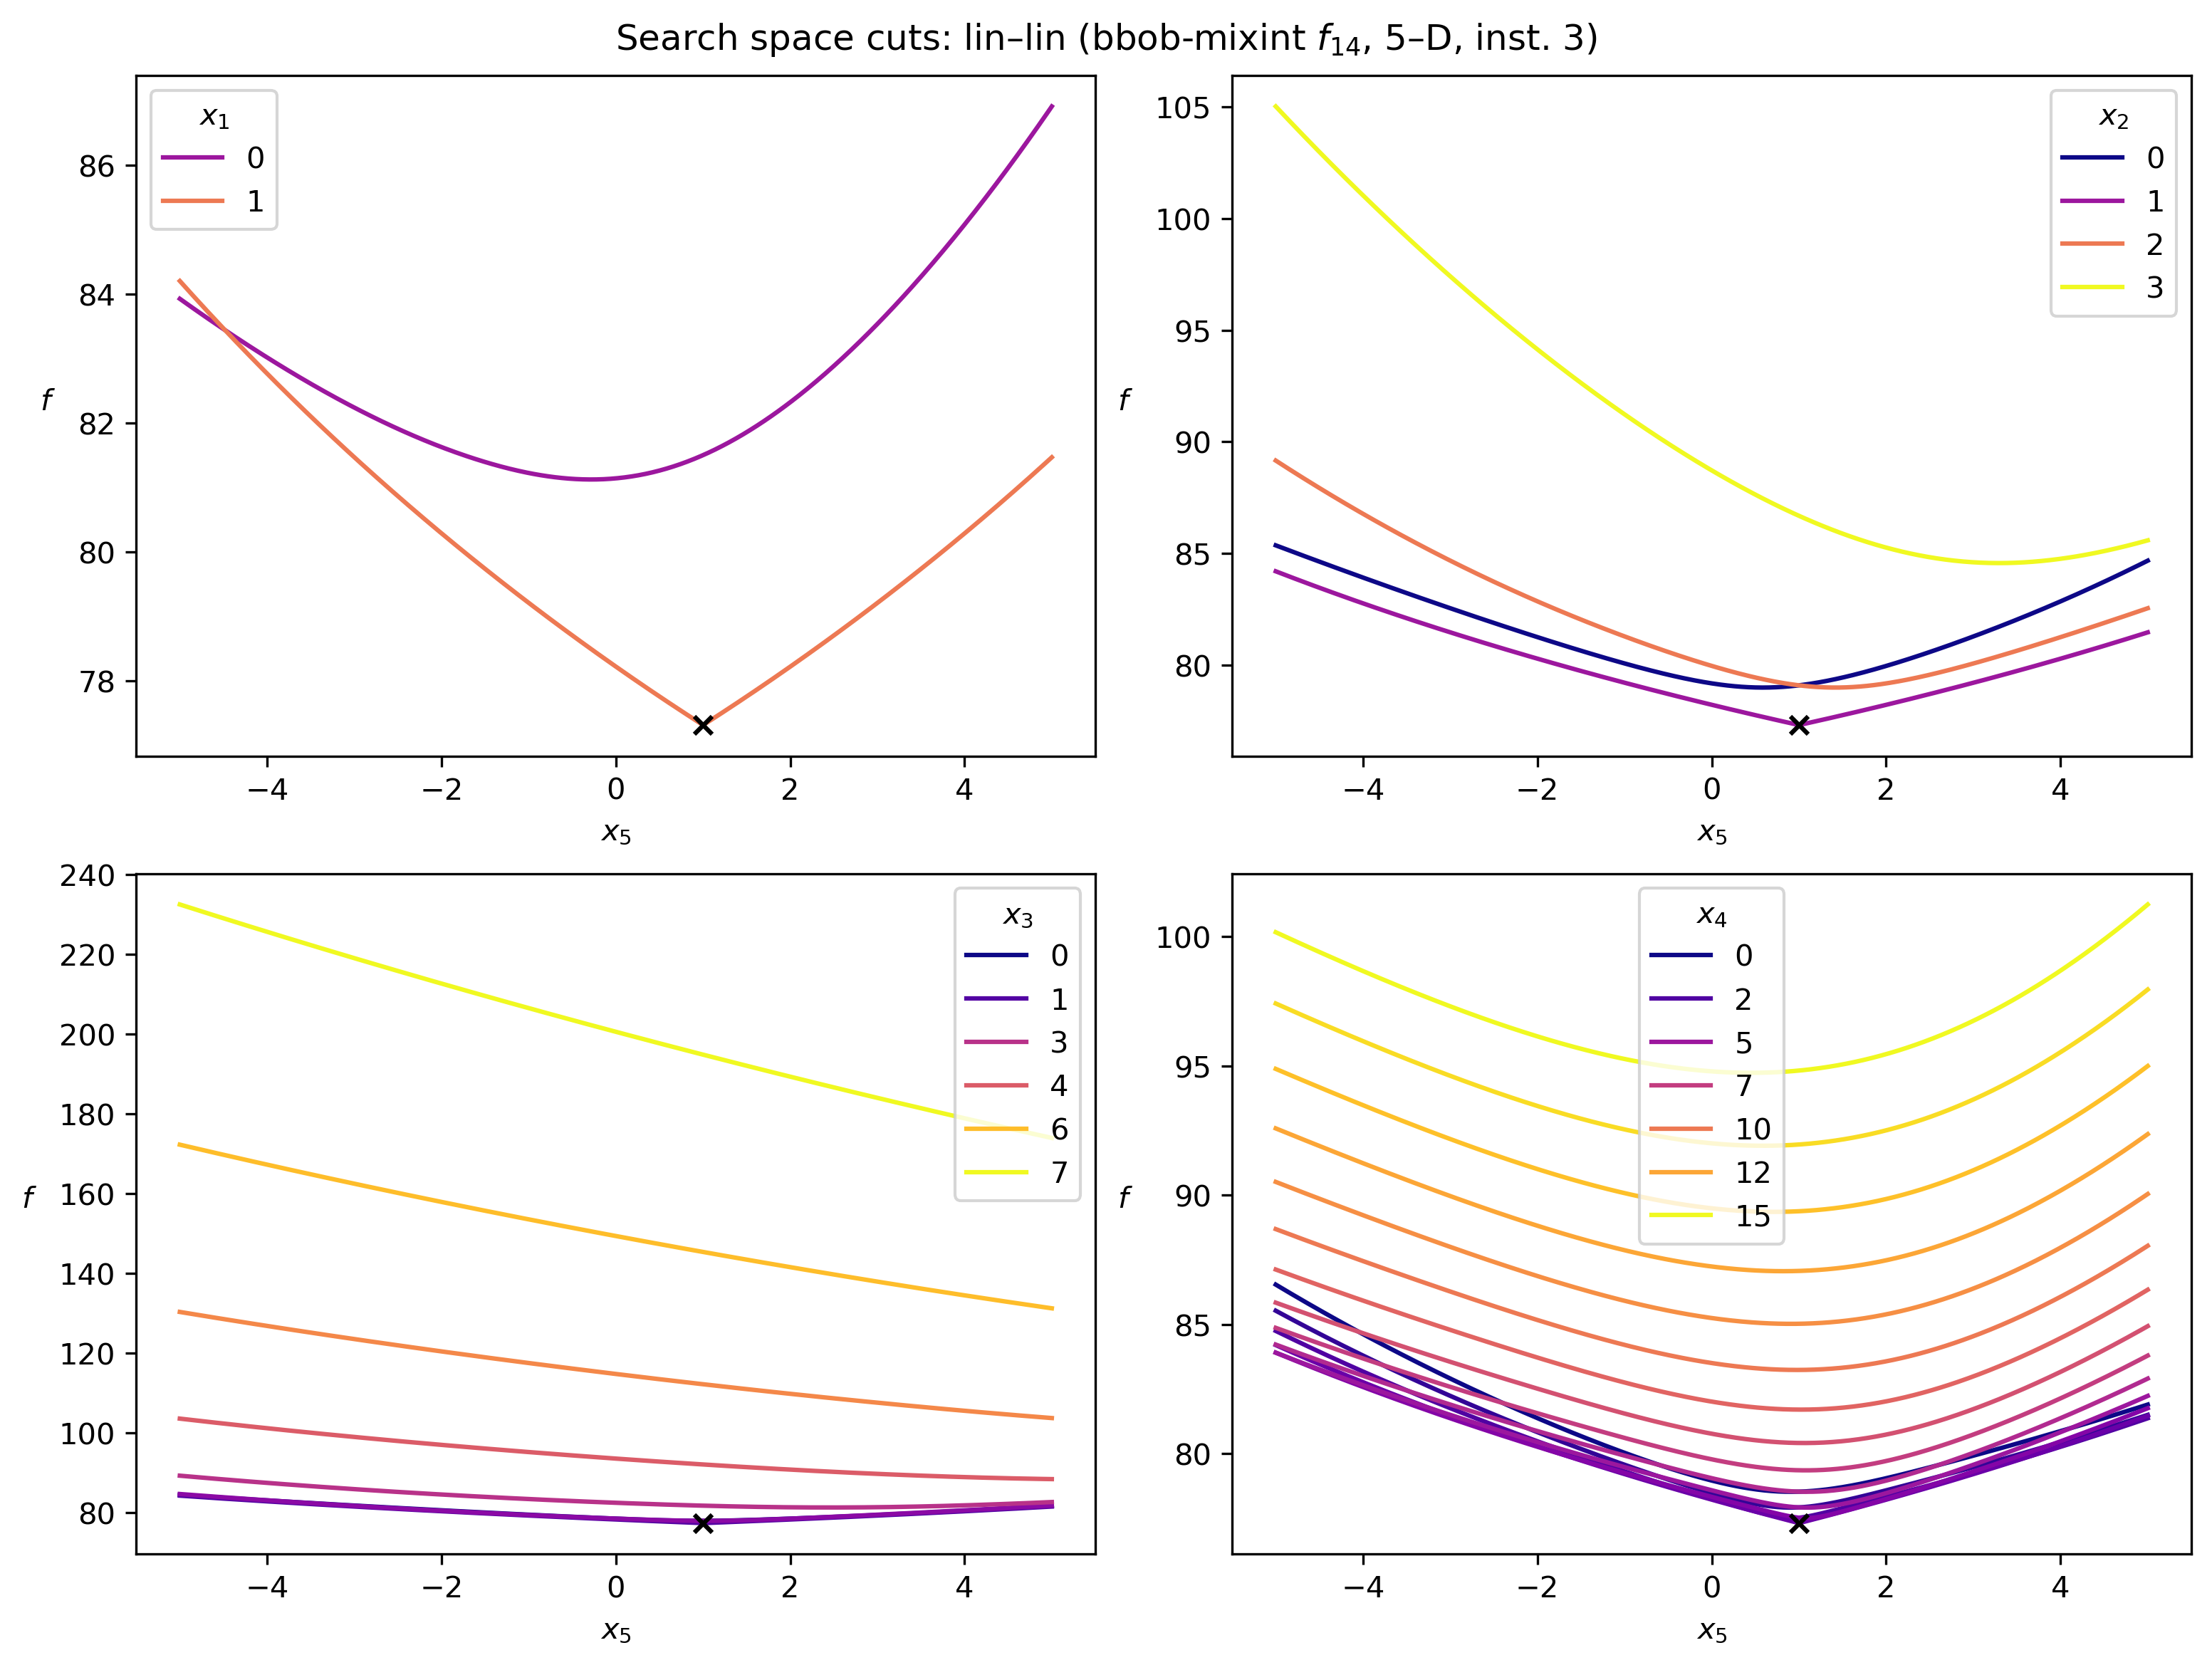 Search space cuts: lin–lin (bbob-mixint f14, 5–D, inst. 3)
x1
0
1
86
84
82
80
78
f
−4 −2 0 2 4
x5
x2
0
1
2
3
105
100
95
90
85
80
f
−4 −2 0 2 4
x5
x3
0
1
3
4
6
7
240
220
200
180
160
140
120
100
80
f
−4 −2 0 2 4
x5
x4
0
2
5
7
10
12
15
100
95
90
85
80
f
−4 −2 0 2 4
x5